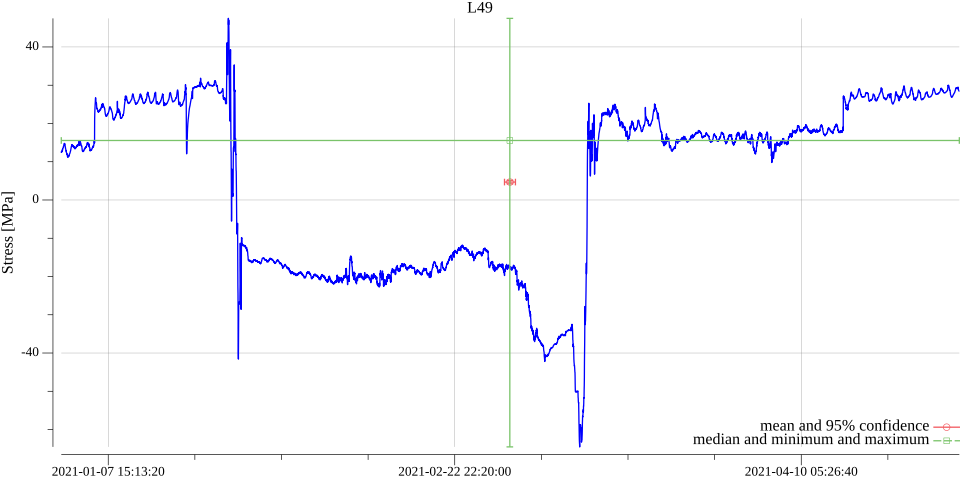 L49
40
0
-40
Stress [MPa]
mean and 95% confidence
median and minimum and maximum
2021-01-07 15:13:20
2021-02-22 22:20:00
2021-04-10 05:26:40